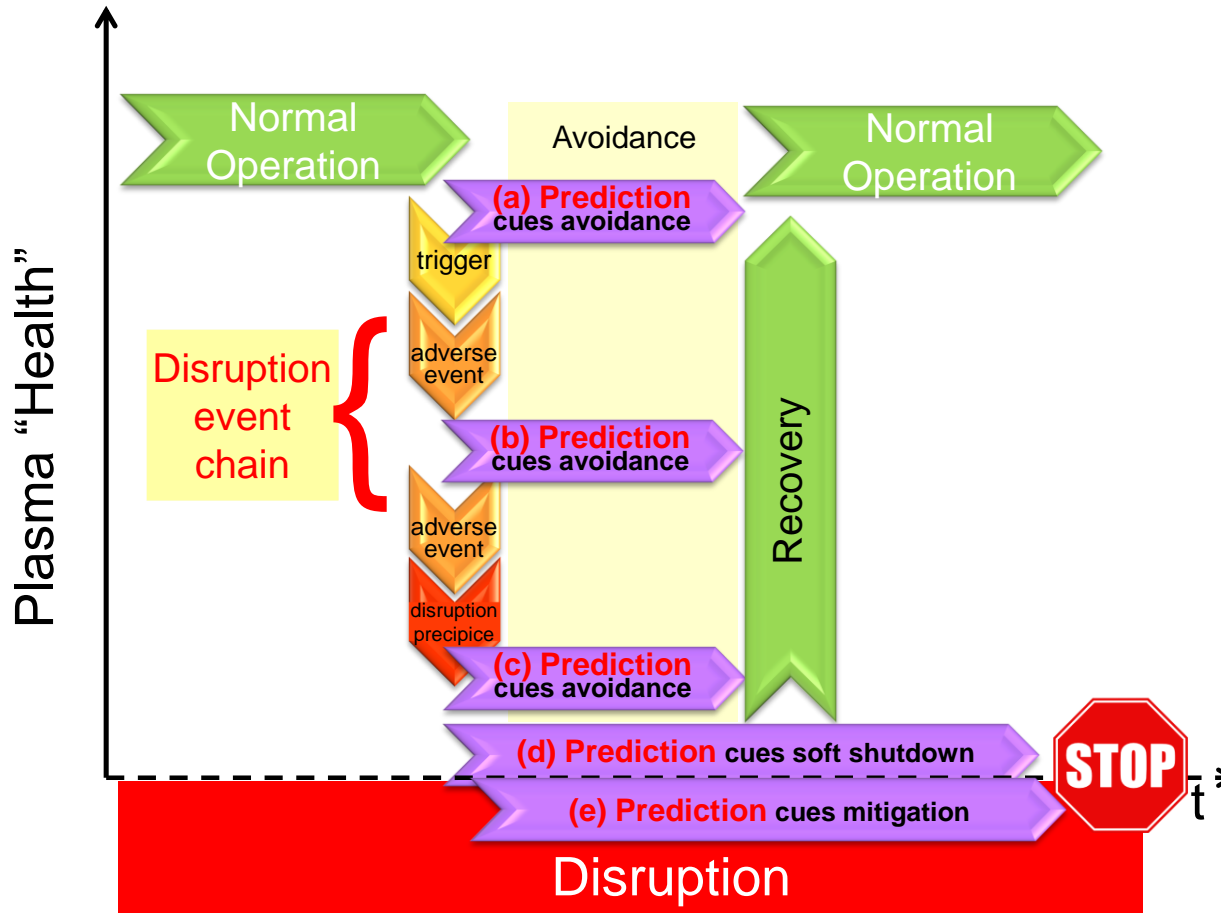 Plasma “Health”
Normal
Operation
Avoidance
Normal
Operation
(a) Prediction
cues avoidance
trigger
adverse
event
Disruption
event
chain
{
(b) Prediction
cues avoidance
adverse
event
disruption
precipice
(c) Prediction
cues avoidance
Recovery
(d) Prediction cues soft shutdown
STOP
t
(e) Prediction cues mitigation
Disruption